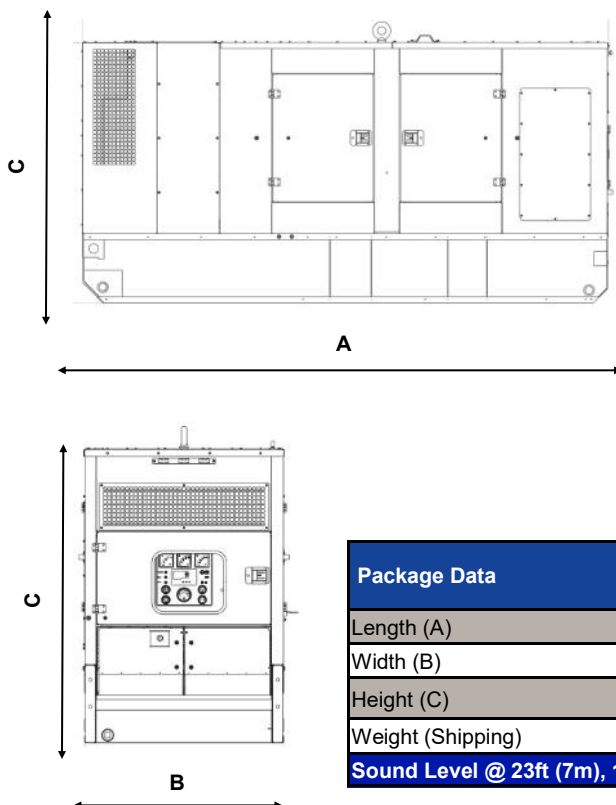 C
A
C
B
Package Data
Length (A)
Width (B)
Height (C)
Weight (Shipping)
Sound Level @ 23ft (7m),